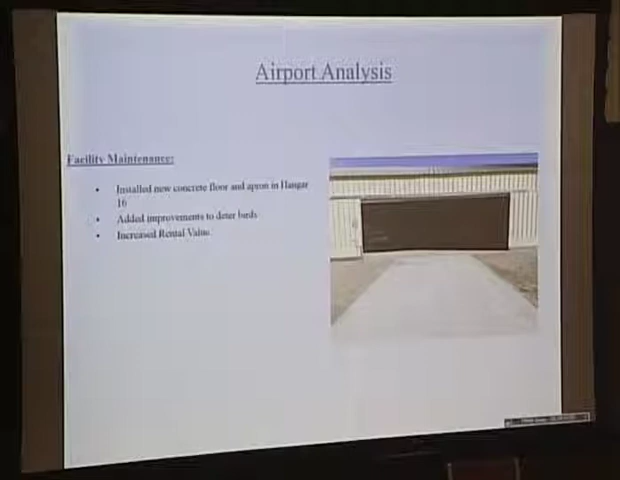 Airport Analysis
Facility Maintenance:
• Installed new concrete floor and apron in Hangar
16
• Added improvements to deter birds
• Increased Rental Value.